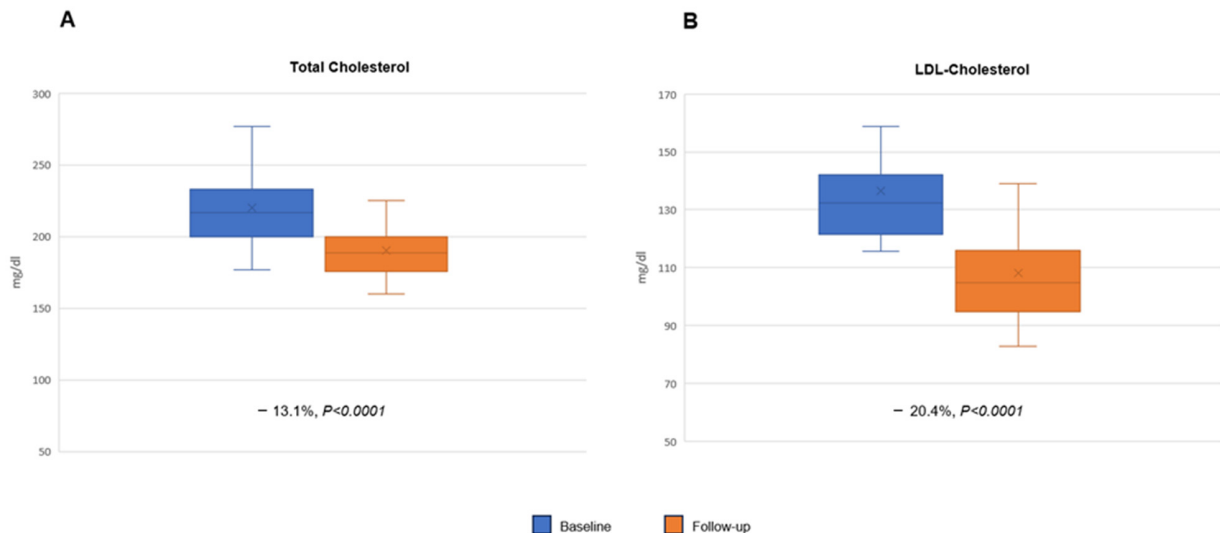 A
Total Cholesterol
300
250
200
150
100
50
mg/dl
− 13.1%, P<0.0001
B
LDL-Cholesterol
170
150
130
110
90
70
50
mg/dl
− 20.4%, P<0.0001
Baseline
Follow-up